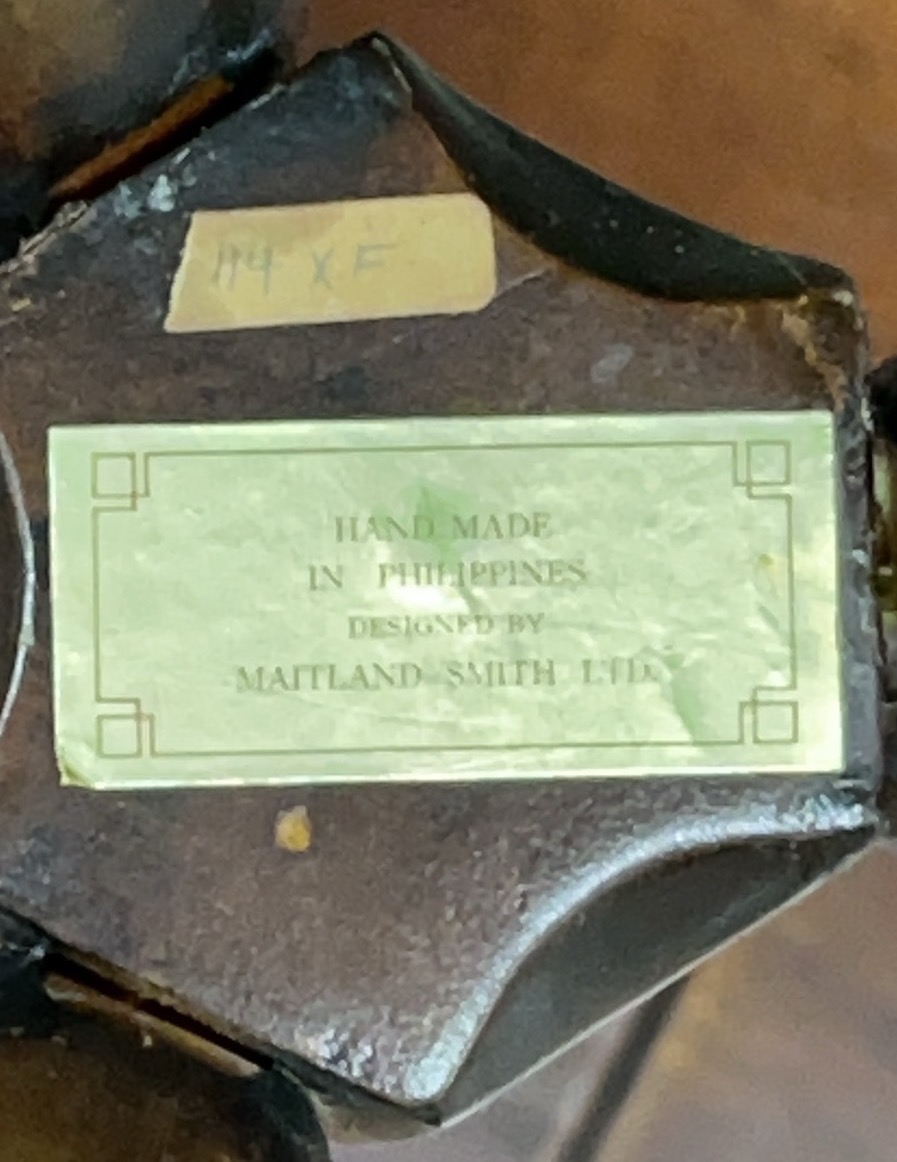 114 XF
HAND MADE
IN PHILIPPINES
DESIGNED BY
MAITLAND SMITH LTD.